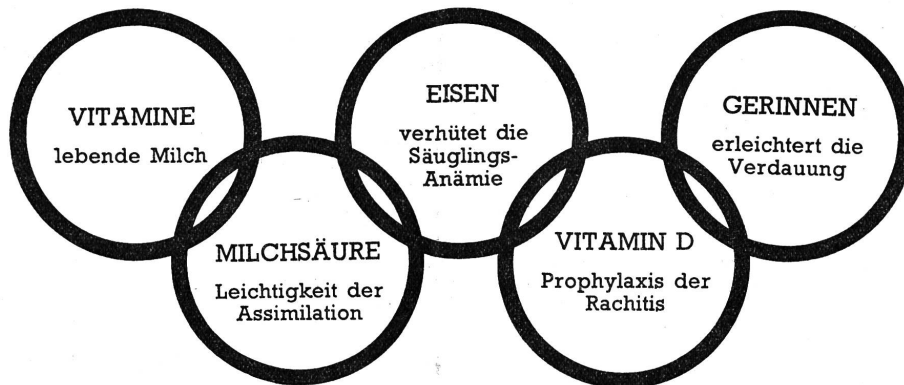 VITAMINE
lebende Milch
MILCHSÄURE
Leichtigkeit der
Assimilation
EISEN
verhütet die
Säuglings-
Anämie
VITAMIN D
Prophylaxis der
Rachitis
GERINNEN
erleichtert die
Verdauung